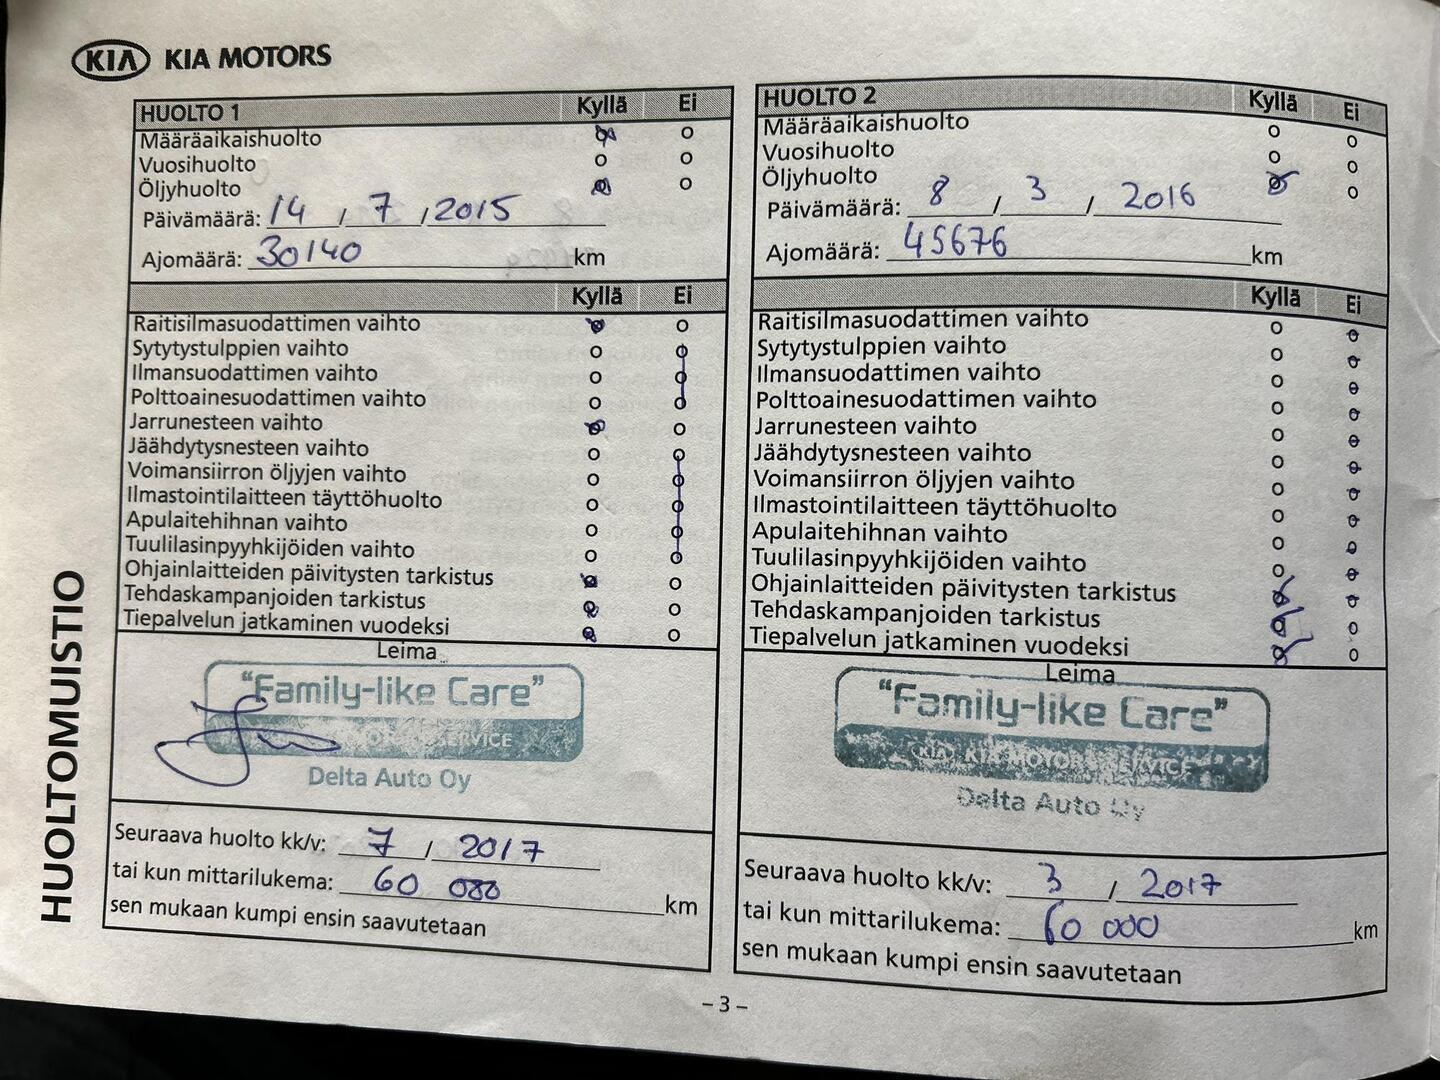 KIA KIA MOTORS
HUOLTOMUISTIO
HUOLTO 1 Kyllä Ei
Määräaikaishuolto
Vuosihuolto
Öljyhuolto
Päivämäärä: 14 / 7 / 2015
Ajomäärä: 30140 km
Kyllä Ei
Raitisilmasuodattimen vaihto
Sytytystulppien vaihto
Ilmansuodattimen vaihto
Polttoainesuodattimen vaihto
Jarrunesteen vaihto
Jäähdytysnesteen vaihto
Voimansiirron öljyjen vaihto
Ilmastointilaitteen täyttöhuolto
Apulaitehihnan vaihto
Tuulilasinpyyhkijöiden vaihto
Ohjainlaitteiden päivitysten tarkistus
Tehdaskampanjoiden tarkistus
Tiepalvelun jatkaminen vuodeksi
Leima
"Family-like Care"
SERVICE
Delta Auto Oy
Seuraava huolto kk/v: 7 / 2017
tai kun mittarilukema: 60 000 km
sen mukaan kumpi ensin saavutetaan
HUOLTO 2 Kyllä Ei
Määräaikaishuolto
Vuosihuolto
Öljyhuolto
Päivämäärä: 8 / 3 / 2016
Ajomäärä: 45676 km
Kyllä Ei
Raitisilmasuodattimen vaihto
Sytytystulppien vaihto
Ilmansuodattimen vaihto
Polttoainesuodattimen vaihto
Jarrunesteen vaihto
Jäähdytysnesteen vaihto
Voimansiirron öljyjen vaihto
Ilmastointilaitteen täyttöhuolto
Apulaitehihnan vaihto
Tuulilasinpyyhkijöiden vaihto
Ohjainlaitteiden päivitysten tarkistus
Tehdaskampanjoiden tarkistus
Tiepalvelun jatkaminen vuodeksi
Leima
"Family-like Care"
KIA KIA MOTORS SERVICE
Delta Auto Oy
Seuraava huolto kk/v: 3 / 2017
tai kun mittarilukema: 60 000 km
sen mukaan kumpi ensin saavutetaan
– 3 –